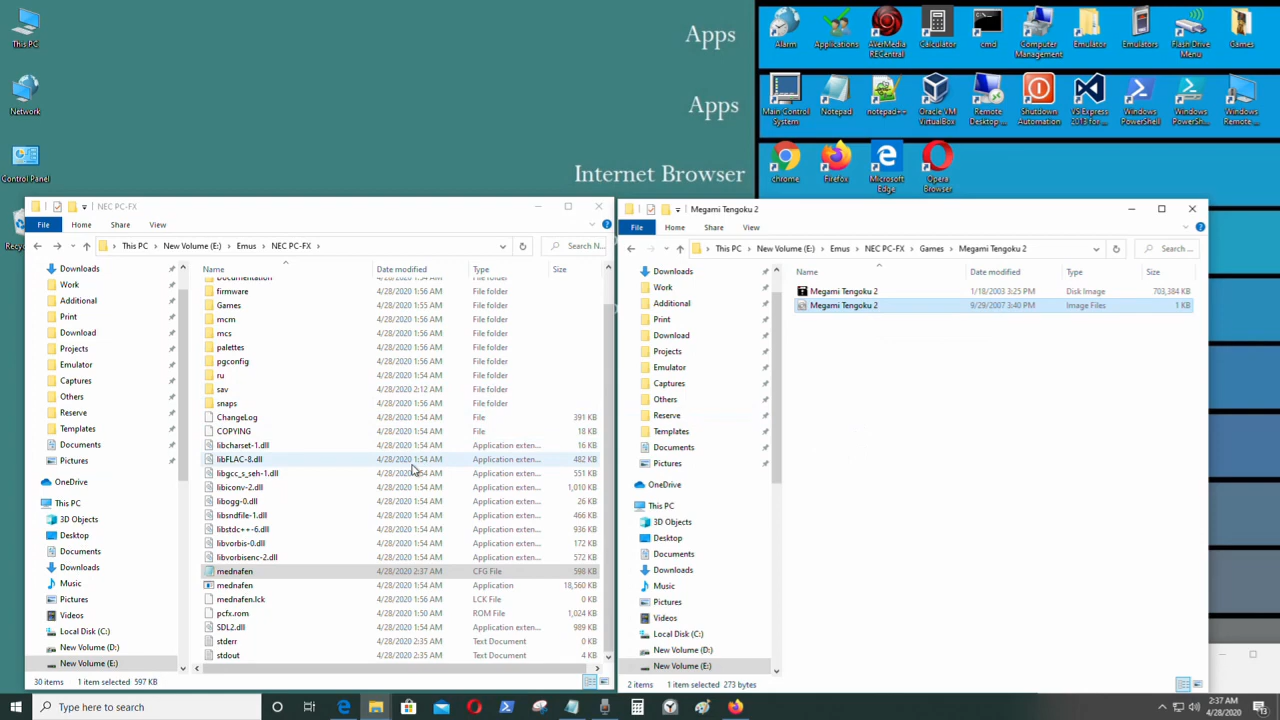 This PC
Network
Control Panel
Apps
Apps
Internet Browser
Alarm
Applications
AverMedia RECentral
Calculator
cmd
Computer Management
Emulator
Emulators
Flash Drive Menu
Games
Main Control System
Notepad
notepad++
Oracle VM VirtualBox
Remote Desktop ...
Shutdown Automation
VS Express 2013 for ...
Windows PowerShell
Windows PowerSh...
Windows Remote ...
chrome
Firefox
Microsoft Edge
Opera Browser
NEC PC-FX
File Home Share View
This PC > New Volume (E:) > Emus > NEC PC-FX >
Search N...
Name Date modified Type Size
Downloads
Work
Additional
Print
Download
Projects
Emulator
Captures
Others
Reserve
Templates
Documents
Pictures
OneDrive
This PC
3D Objects
Desktop
Documents
Downloads
Music
Pictures
Videos
Local Disk (C:)
New Volume (D:)
New Volume (E:)
Documentation 4/28/2020 1:54 AM File folder
firmware 4/28/2020 1:56 AM File folder
Games 4/28/2020 1:55 AM File folder
mcm 4/28/2020 1:56 AM File folder
mcs 4/28/2020 1:56 AM File folder
palettes 4/28/2020 1:56 AM File folder
pgconfig 4/28/2020 1:56 AM File folder
ru 4/28/2020 1:54 AM File folder
sav 4/28/2020 2:12 AM File folder
snaps 4/28/2020 1:56 AM File folder
ChangeLog 4/28/2020 1:54 AM File 391 KB
COPYING 4/28/2020 1:54 AM File 18 KB
libcharset-1.dll 4/28/2020 1:54 AM Application exten... 16 KB
libFLAC-8.dll 4/28/2020 1:54 AM Application exten... 482 KB
libgcc_s_seh-1.dll 4/28/2020 1:54 AM Application exten... 551 KB
libiconv-2.dll 4/28/2020 1:54 AM Application exten... 1,010 KB
libogg-0.dll 4/28/2020 1:54 AM Application exten... 26 KB
libsndfile-1.dll 4/28/2020 1:54 AM Application exten... 466 KB
libstdc++-6.dll 4/28/2020 1:54 AM Application exten... 936 KB
libvorbis-0.dll 4/28/2020 1:54 AM Application exten... 172 KB
libvorbisenc-2.dll 4/28/2020 1:54 AM Application exten... 572 KB
mednafen 4/28/2020 2:37 AM CFG File 598 KB
mednafen 4/28/2020 1:54 AM Application 18,560 KB
mednafen.lck 4/28/2020 1:56 AM LCK File 0 KB
pcfx.rom 4/28/2020 1:50 AM ROM File 1,024 KB
SDL2.dll 4/28/2020 1:54 AM Application exten... 989 KB
stderr 4/28/2020 2:35 AM Text Document 0 KB
stdout 4/28/2020 2:35 AM Text Document 4 KB
30 items 1 item selected 597 KB
Megami Tengoku 2
File Home Share View
This PC > New Volume (E:) > Emus > NEC PC-FX > Games > Megami Tengoku 2
Search ...
Name Date modified Type Size
Downloads
Work
Additional
Print
Download
Projects
Emulator
Captures
Others
Reserve
Templates
Documents
Pictures
OneDrive
This PC
3D Objects
Desktop
Documents
Downloads
Music
Pictures
Videos
Local Disk (C:)
New Volume (D:)
New Volume (E:)
Megami Tengoku 2 1/18/2003 3:25 PM Disk Image 703,384 KB
Megami Tengoku 2 9/29/2007 3:40 PM Image Files 1 KB
2 items 1 item selected 273 bytes
Type here to search
2:37 AM
4/28/2020